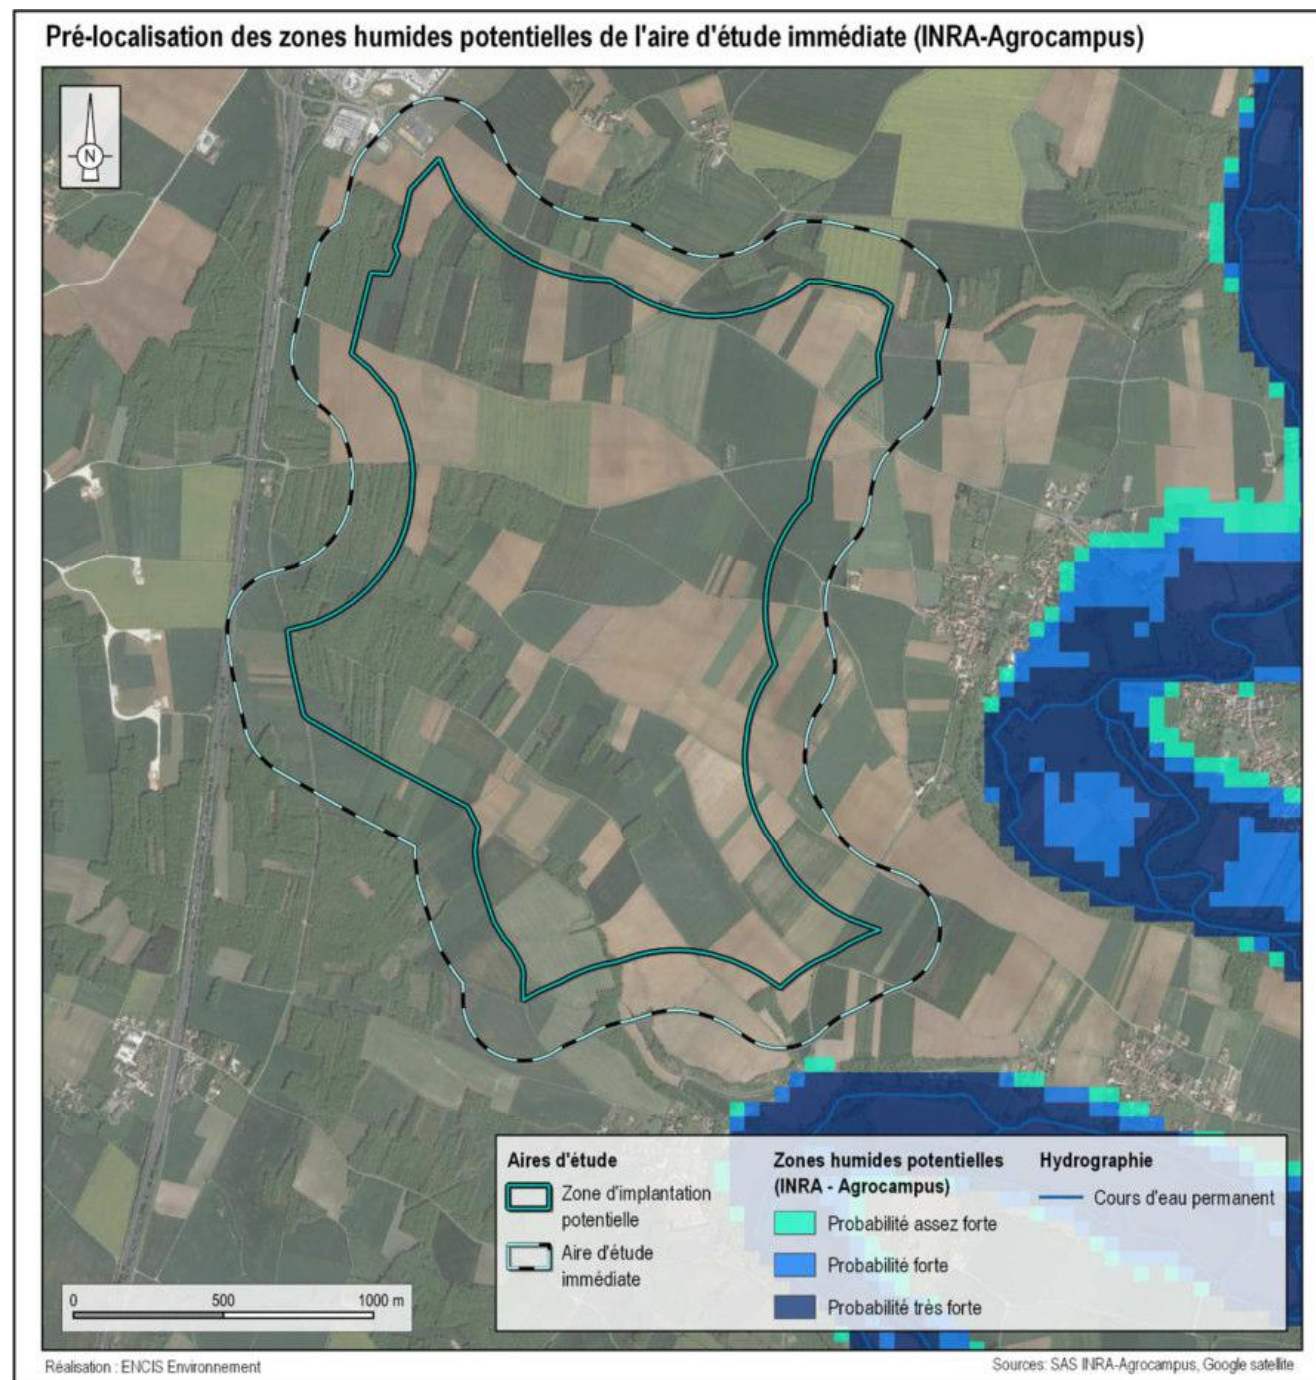 Pré-localisation des zones humides potentielles de l'aire d'étude immédiate (INRA-Agrocampus)
N
Aires d'étude
Zone d'implantation
potentielle
Aire d'étude
immédiate
Zones humides potentielles
(INRA - Agrocampus)
Probabilité assez forte
Probabilité forte
Probabilité très forte
Hydrographie
Cours d'eau permanent
0 500 1000 m
Réalisation : ENCIS Environnement
Sources: SAS INRA-Agrocampus, Google satellite